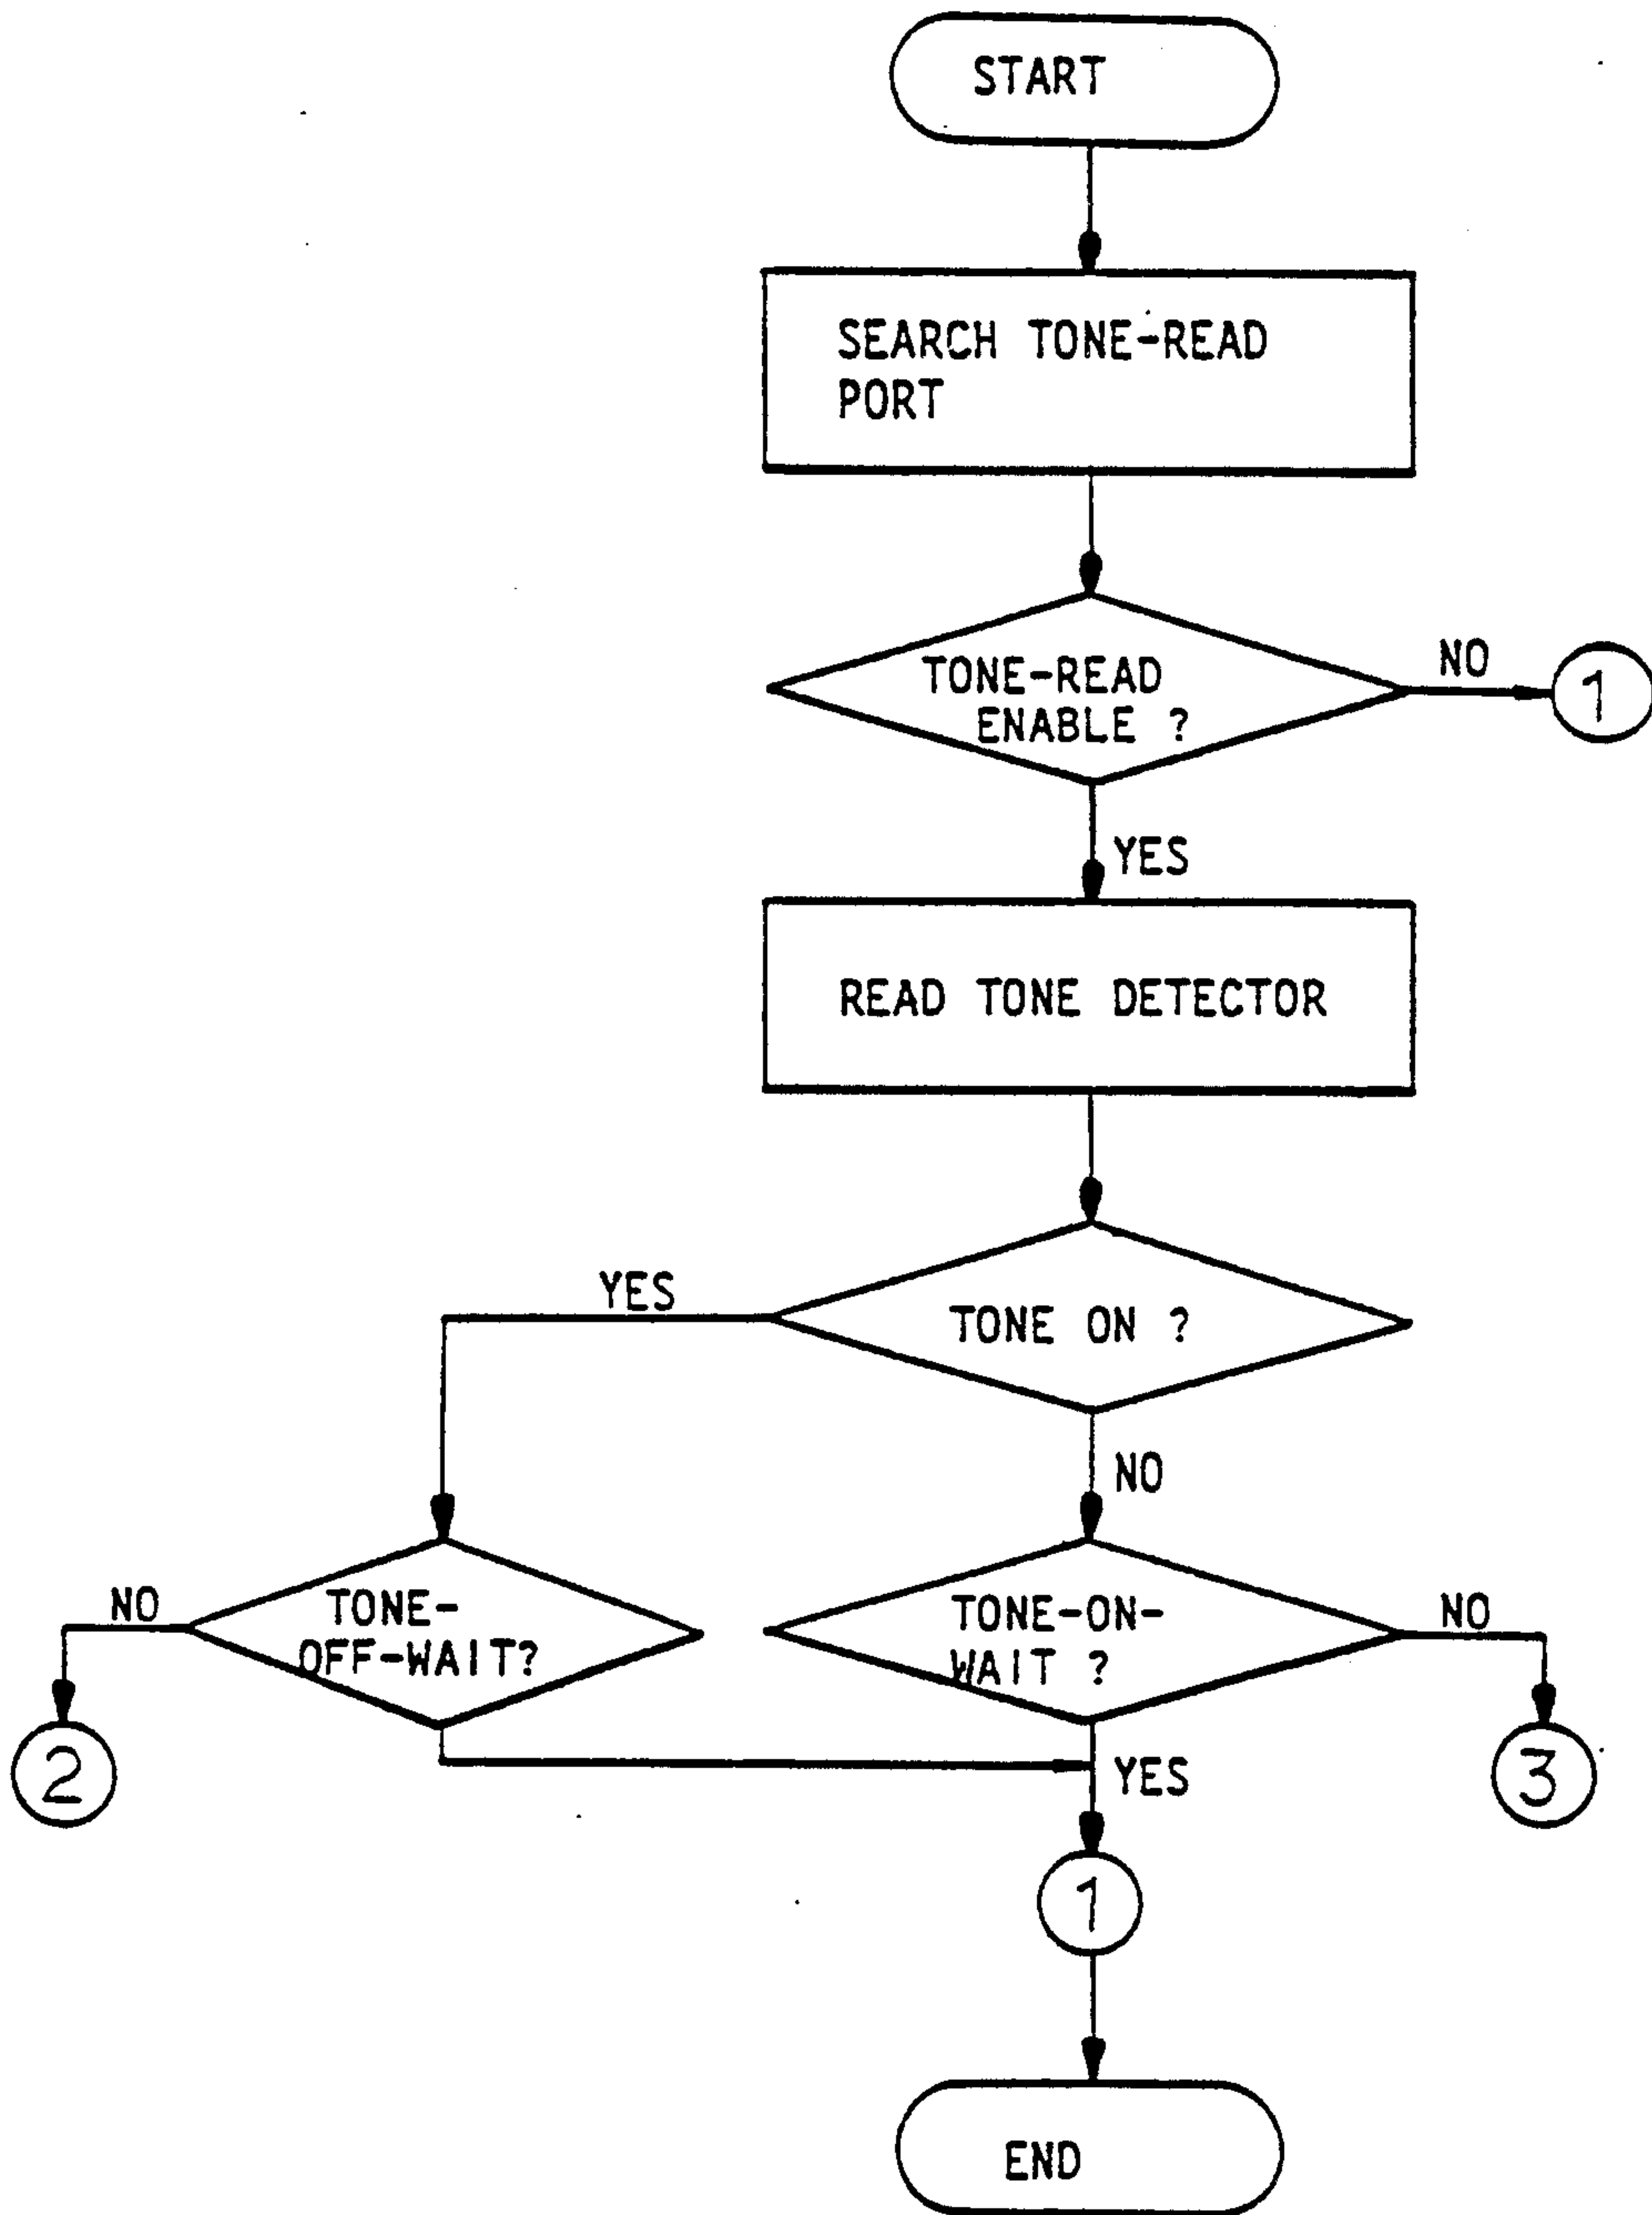 START
SEARCH TONE-READ
PORT
TONE-READ
ENABLE ?
NO
1
YES
READ TONE DETECTOR
YES
TONE ON ?
NO
NO
TONE-
OFF-WAIT?
TONE-ON-
WAIT ?
NO
2
YES
3
1
END